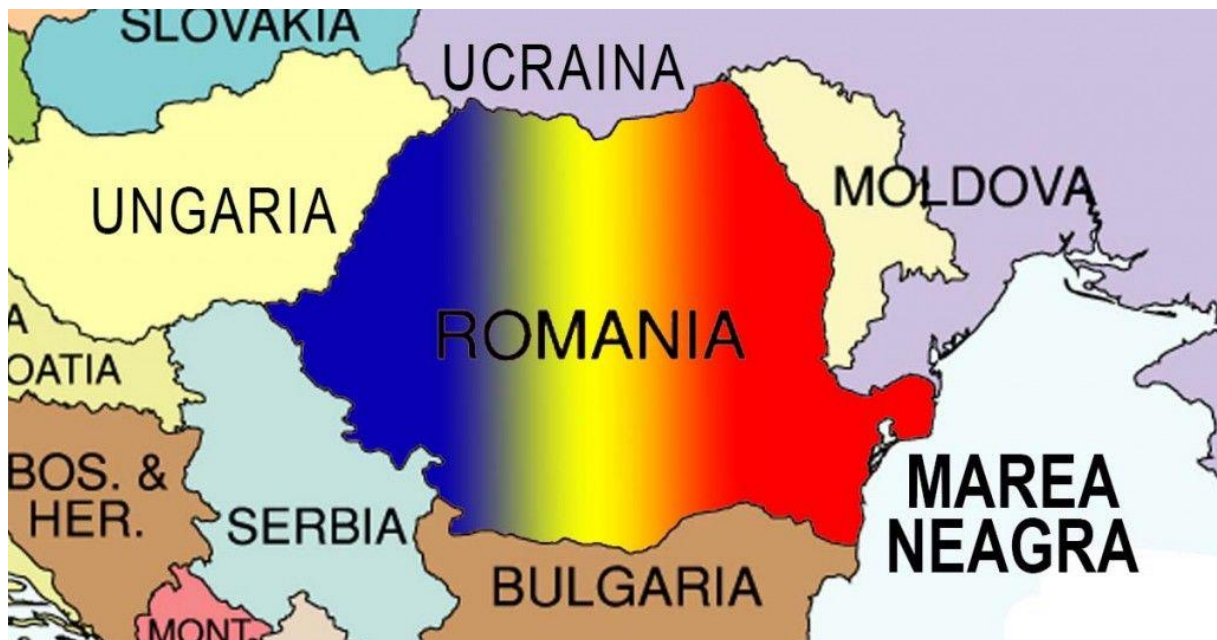 SLOVAKIA
UCRAINA
UNGARIA
MOLDOVA
ROMANIA
A
OATIA
BOS. &
HER.
SERBIA
MAREA
NEAGRA
BULGARIA
MONT.